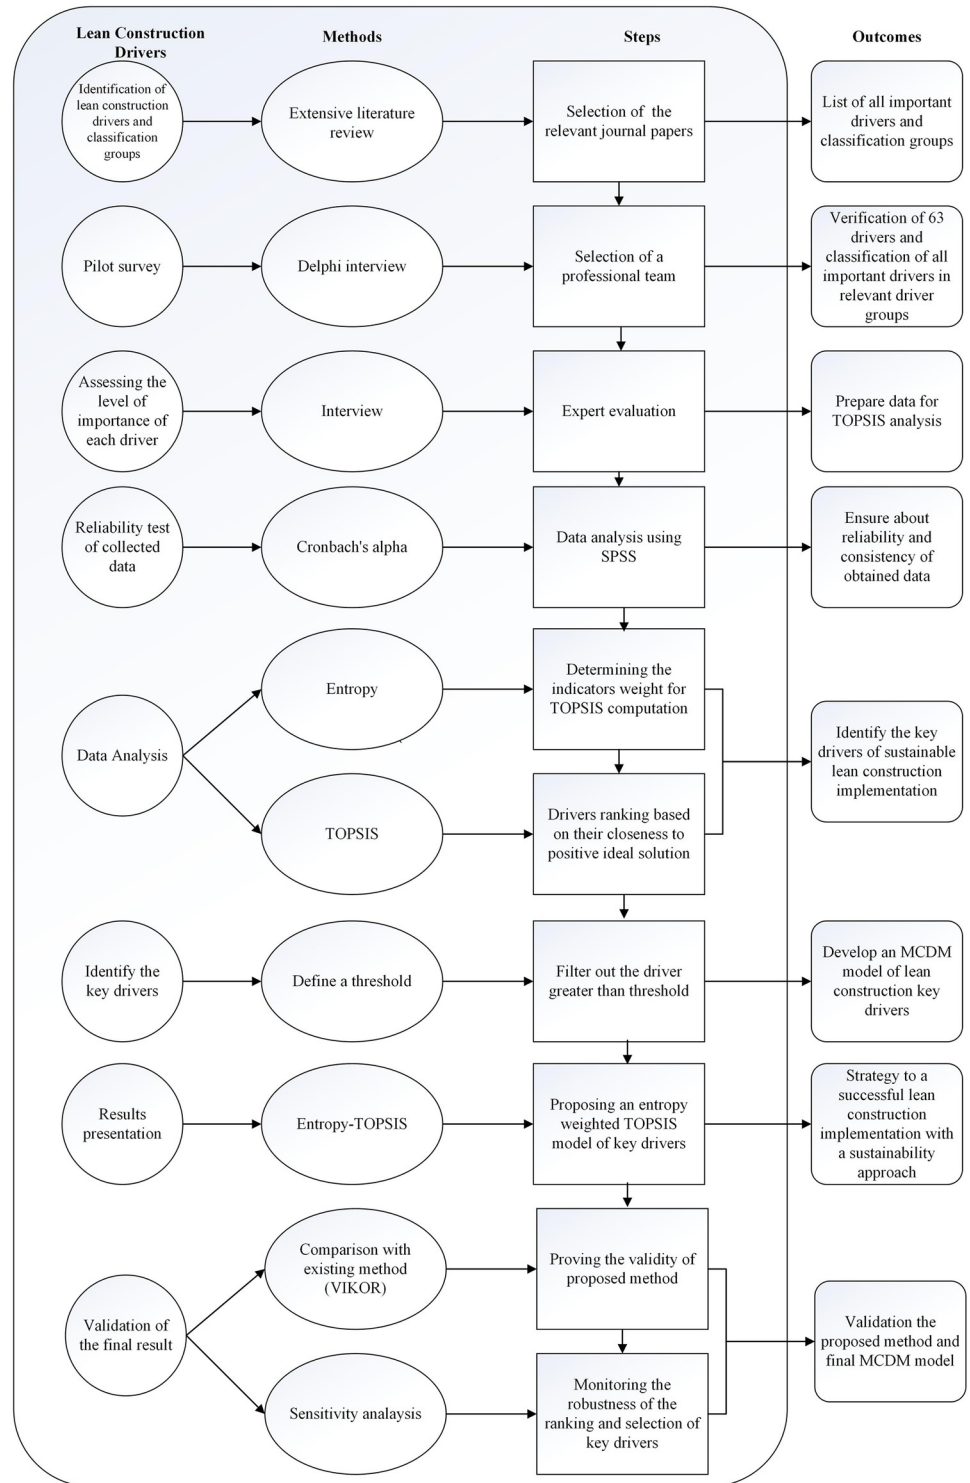 Lean Construction
Drivers
Methods
Steps
Outcomes
Identification of
lean construction
drivers and
classification
groups
Extensive literature
review
Selection of the
relevant journal papers
List of all important
drivers and
classification groups
Pilot survey
Delphi interview
Selection of a
professional team
Verification of 63
drivers and
classification of all
important drivers in
relevant driver
groups
Assessing the
level of
importance of
each driver
Interview
Expert evaluation
Prepare data for
TOPSIS analysis
Reliability test
of collected
data
Cronbach's alpha
Data analysis using
SPSS
Ensure about
reliability and
consistency of
obtained data
Data Analysis
Entropy
Determining the
indicators weight for
TOPSIS computation
TOPSIS
Drivers ranking based
on their closeness to
positive ideal solution
Identify the key
drivers of sustainable
lean construction
implementation
Identify the
key drivers
Define a threshold
Filter out the driver
greater than threshold
Develop an MCDM
model of lean
construction key
drivers
Results
presentation
Entropy-TOPSIS
Proposing an entropy
weighted TOPSIS
model of key drivers
Strategy to a
successful lean
construction
implementation with
a sustainability
approach
Validation of
the final result
Comparison with
existing method
(VIKOR)
Proving the validity of
proposed method
Sensitivity analaysis
Monitoring the
robustness of the
ranking and selection of
key drivers
Validation the
proposed method and
final MCDM model